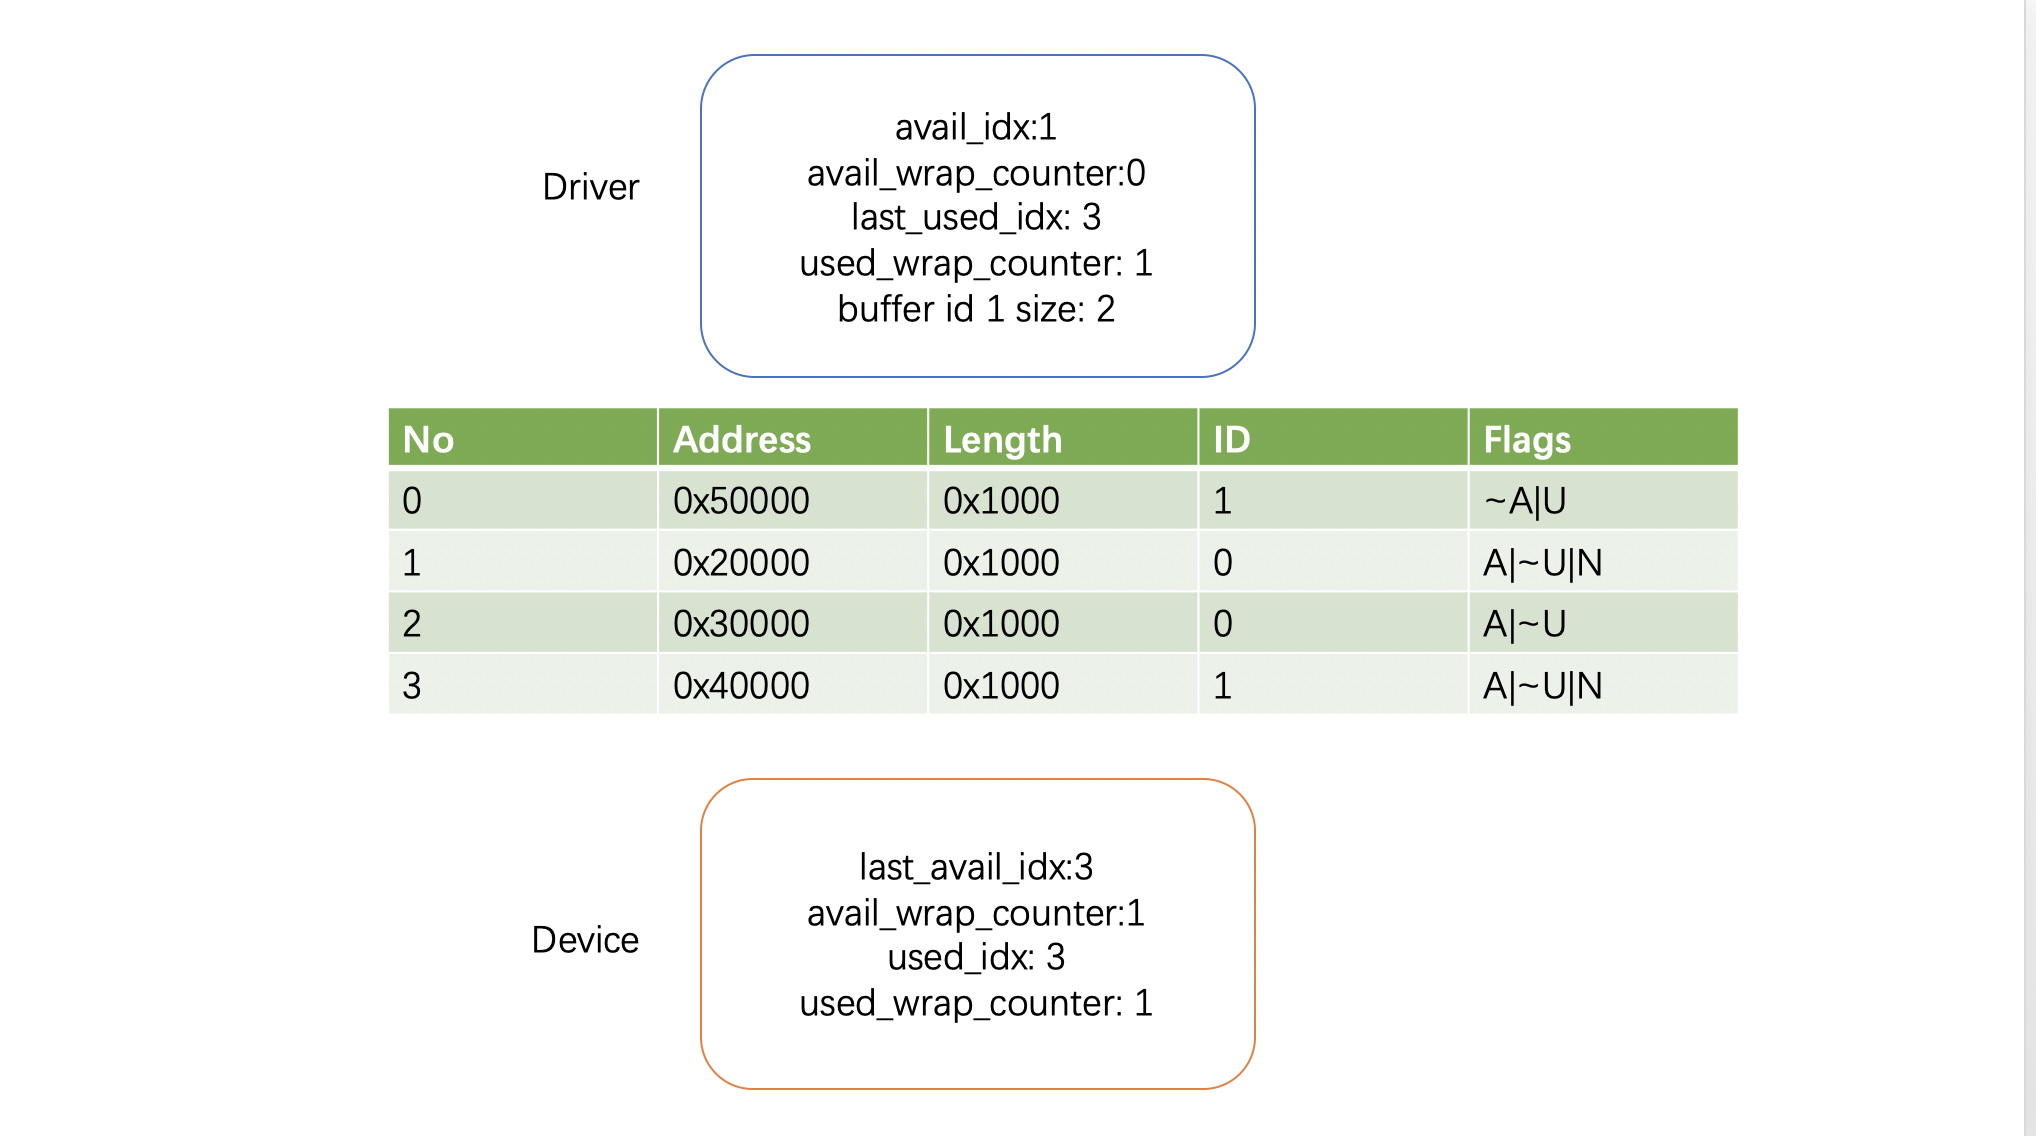 Driver
avail_idx:1
avail_wrap_counter:0
last_used_idx: 3
used_wrap_counter: 1
buffer id 1 size: 2
No Address Length ID Flags
0 0x50000 0x1000 1 ~A|U
1 0x20000 0x1000 0 A|~U|N
2 0x30000 0x1000 0 A|~U
3 0x40000 0x1000 1 A|~U|N
Device
last_avail_idx:3
avail_wrap_counter:1
used_idx: 3
used_wrap_counter: 1